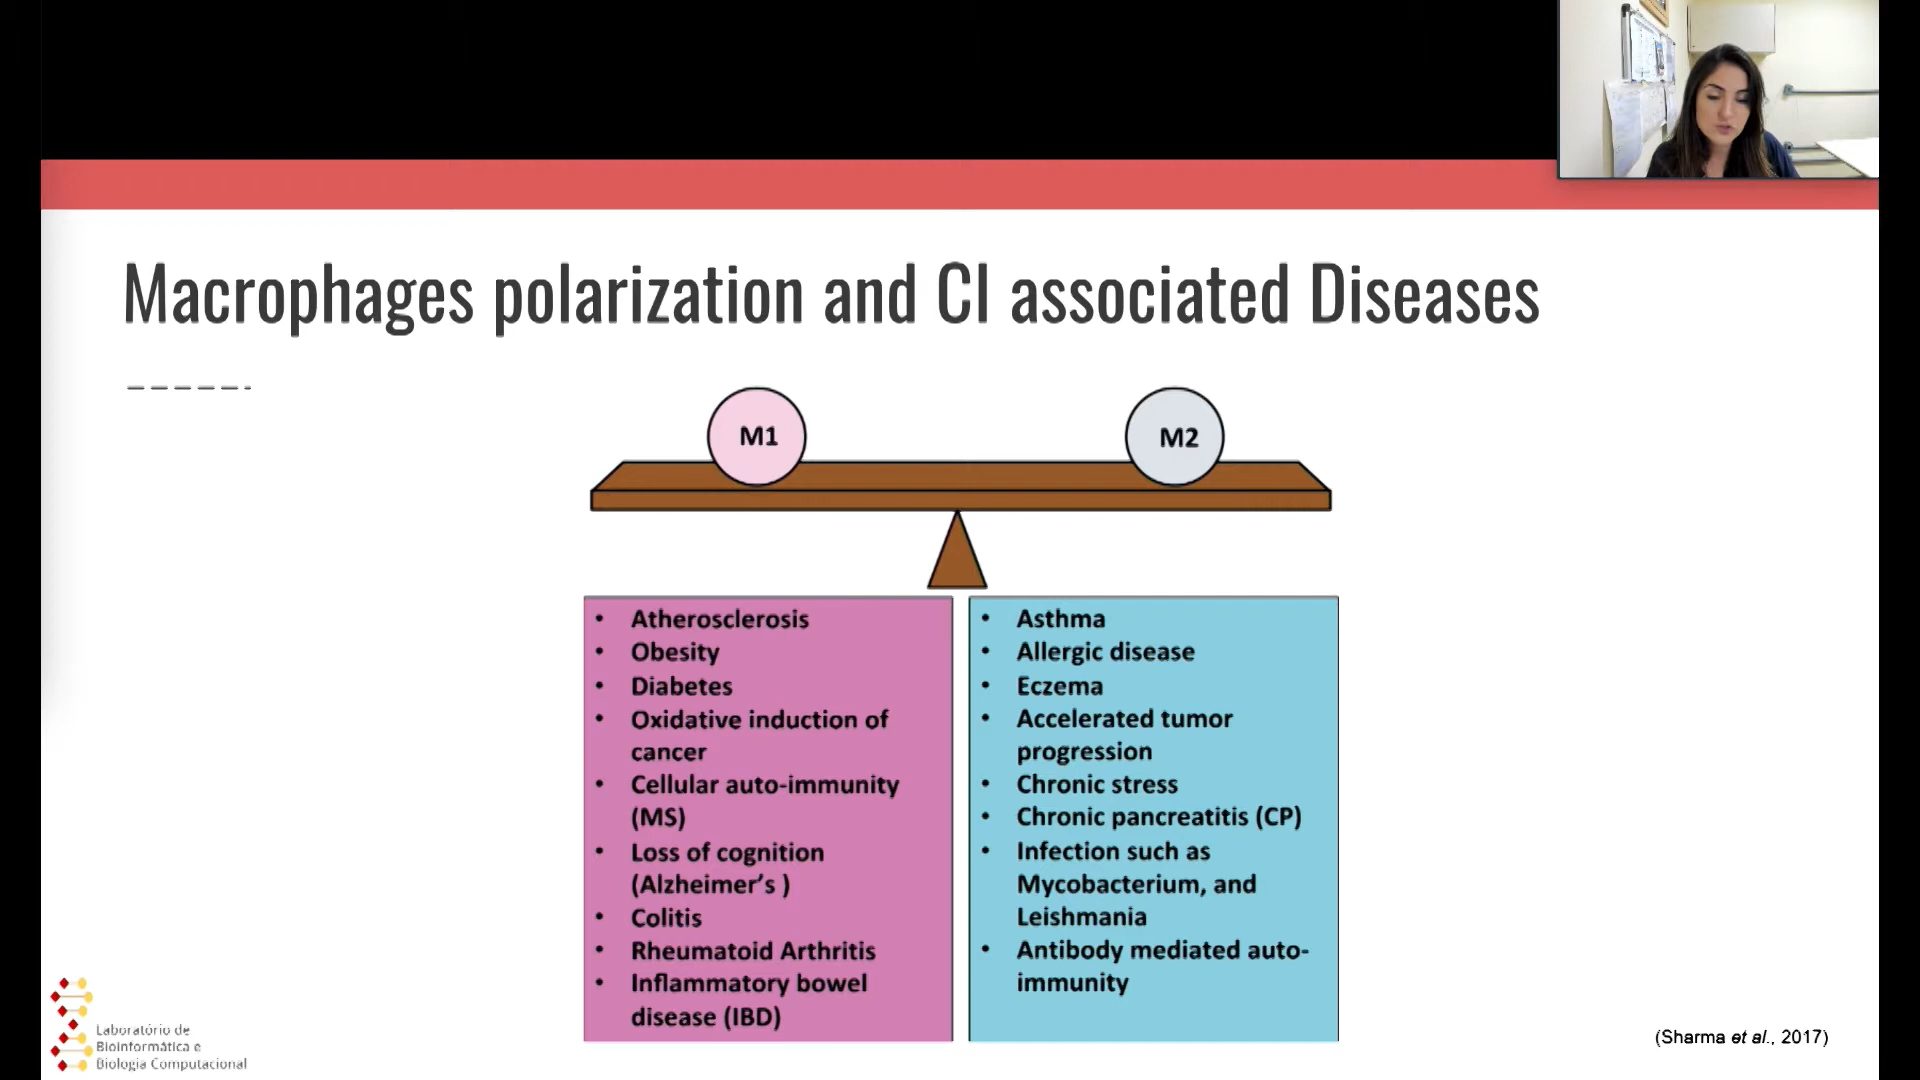 Macrophages polarization and CI associated Diseases
M1
M2
• Atherosclerosis
• Obesity
• Diabetes
• Oxidative induction of
cancer
• Cellular auto-immunity
(MS)
• Loss of cognition
(Alzheimer's )
• Colitis
• Rheumatoid Arthritis
• Inflammatory bowel
disease (IBD)
• Asthma
• Allergic disease
• Eczema
• Accelerated tumor
progression
• Chronic stress
• Chronic pancreatitis (CP)
• Infection such as
Mycobacterium, and
Leishmania
• Antibody mediated auto-
immunity
Laboratório de
Bioinformática e
Biologia Computacional
(Sharma et al., 2017)